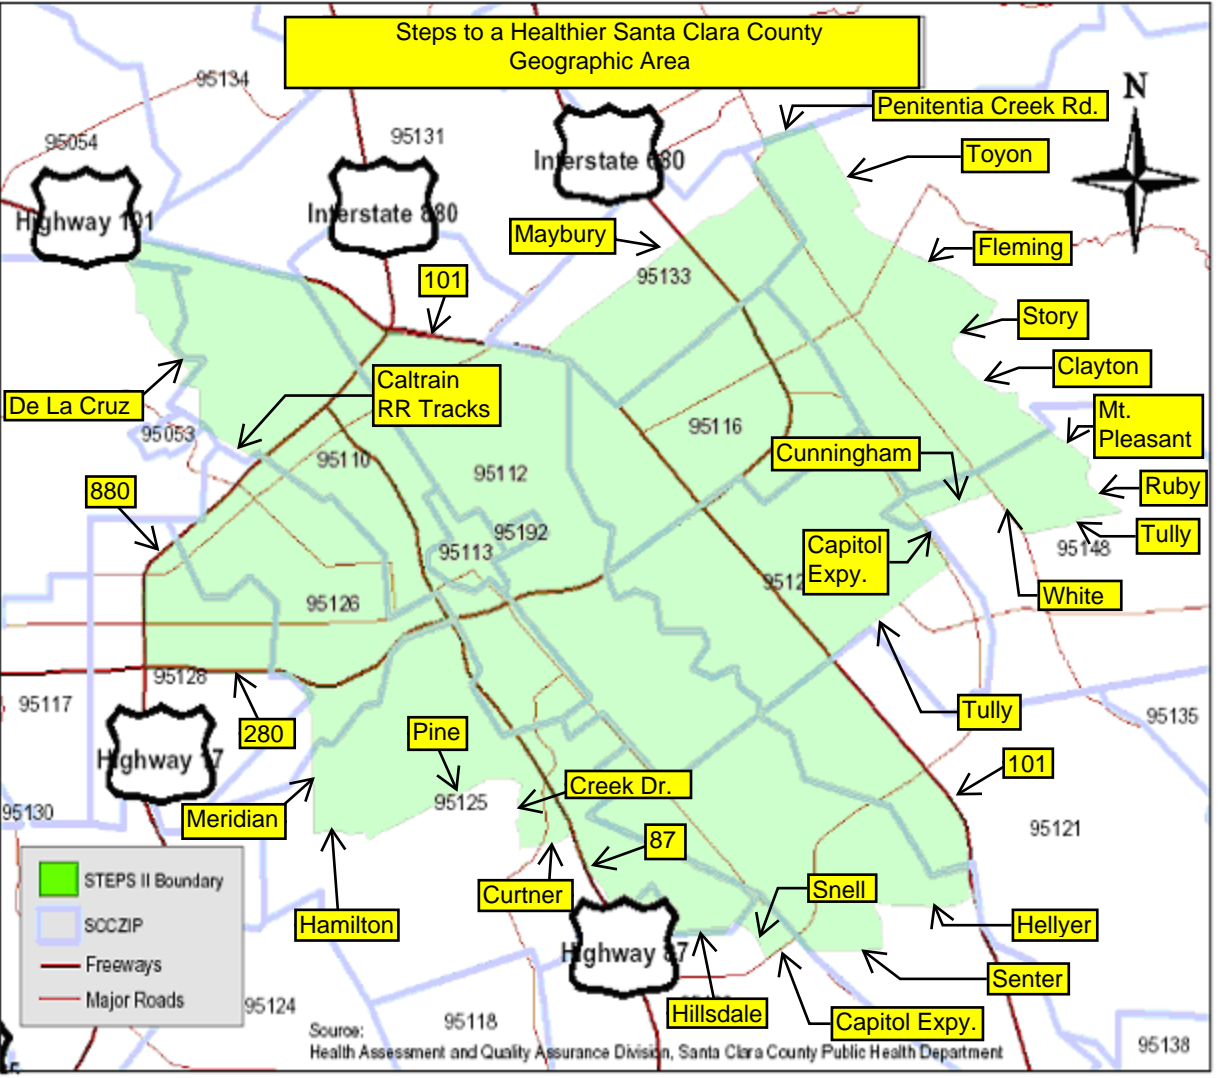 Steps to a Healthier Santa Clara County
Geographic Area
N
95134
95054
95131
Penitentia Creek Rd.
Toyon
Interstate 680
Highway 101
Interstate 880
Maybury
Fleming
95133
101
Story
Clayton
Caltrain
RR Tracks
De La Cruz
Mt.
Pleasant
95053
95116
Cunningham
95110
95112
880
Ruby
95192
Tully
95113
Capitol
Expy.
95148
White
95126
95128
95117
280
Pine
Tully
95135
Highway 17
101
Creek Dr.
95125
95130
Meridian
95121
87
STEPS II Boundary
Snell
Curtner
SCCZIP
Hamilton
Hellyer
Highway 87
Freeways
Senter
Major Roads
95124
Hillsdale
95118
Capitol Expy.
Source:
Health Assessment and Quality Assurance Division, Santa Clara County Public Health Department
95138